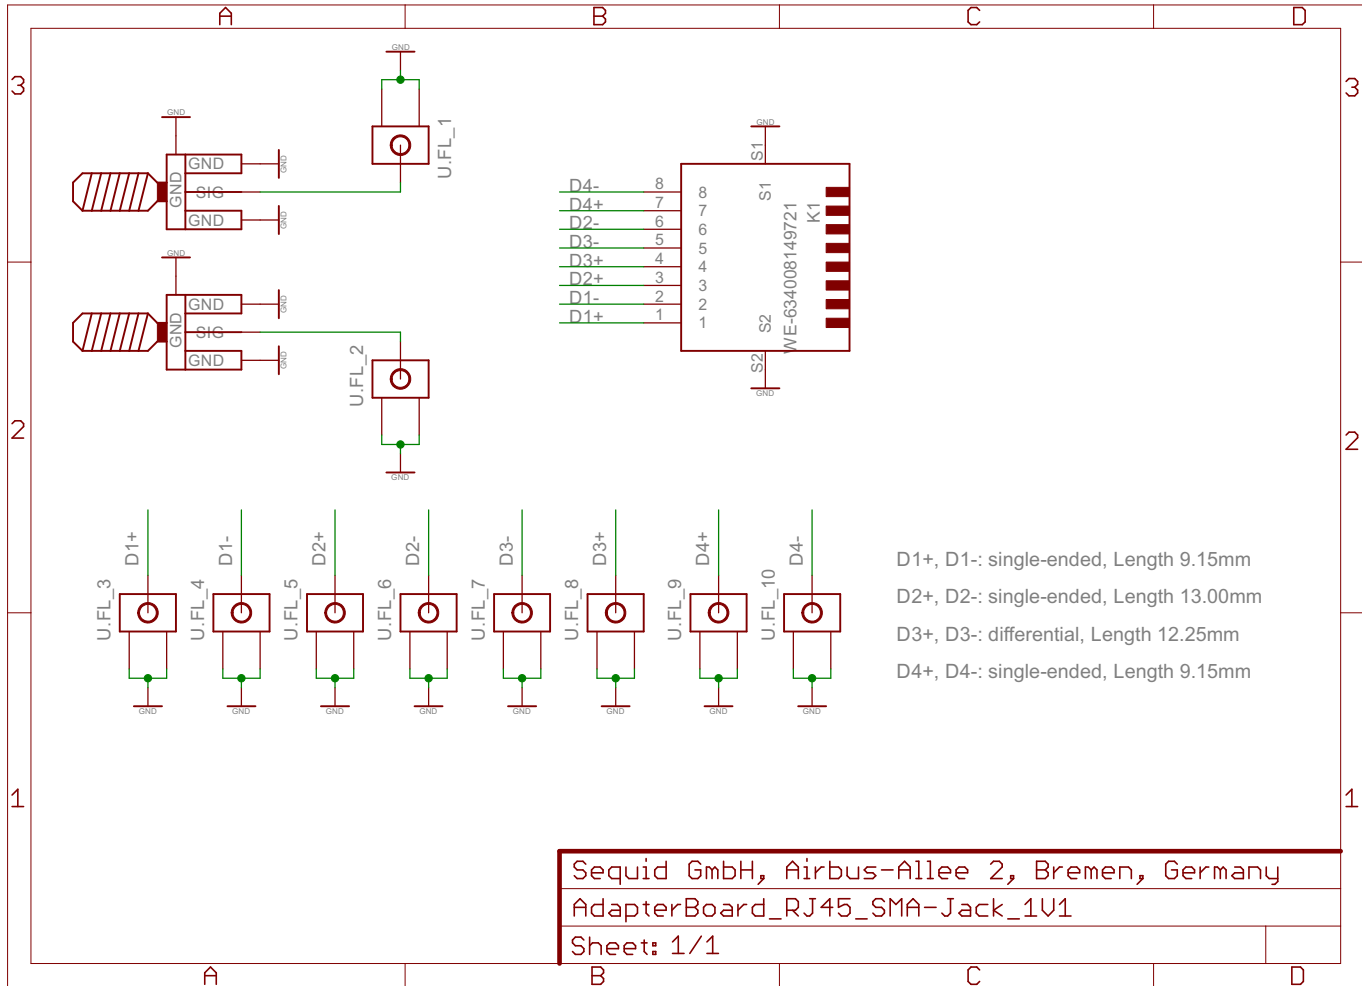 A B C D
3 3
GND
U.FL_1
GND
GND GND
GND SIG
GND GND
GND
GND GND
GND SIG
GND GND
U.FL_2
GND
GND
S1
D4- 8 8 S1
D4+ 7 7 K1
D2- 6 6
D3- 5 5
D3+ 4 4
D2+ 3 3
D1- 2 2
D1+ 1 1 S2
WE-634008149721
S2
GND
2 2
D1+ D1- D2+ D2- D3- D3+ D4+ D4-
U.FL_3 U.FL_4 U.FL_5 U.FL_6 U.FL_7 U.FL_8 U.FL_9 U.FL_10
GND GND GND GND GND GND GND GND
D1+, D1-: single-ended, Length 9.15mm
D2+, D2-: single-ended, Length 13.00mm
D3+, D3-: differential, Length 12.25mm
D4+, D4-: single-ended, Length 9.15mm
1 1
Sequid GmbH, Airbus-Allee 2, Bremen, Germany
AdapterBoard_RJ45_SMA-Jack_1V1
Sheet: 1/1
A B C D